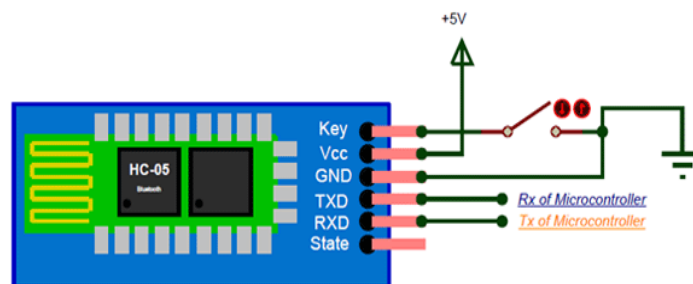 +5V
HC-05
Bluetooth
Key
Vcc
GND
TXD
RXD
State
Rx of Microcontroller
Tx of Microcontroller